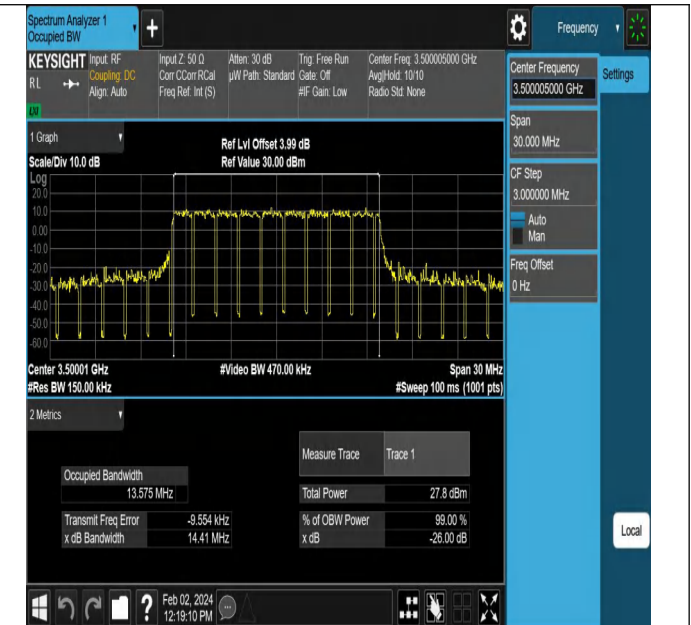 Spectrum Analyzer 1
Occupied BW
+
Frequency
KEYSIGHT
RL
LXI
Input: RF
Coupling: DC
Align: Auto
Input Z: 50 Ω
Corr CCorr RCal
Freq Ref: Int (S)
Atten: 30 dB
µW Path: Standard
Trig: Free Run
Gate: Off
#IF Gain: Low
Center Freq: 3.500005000 GHz
Avg|Hold: 10/10
Radio Std: None
Center Frequency
3.500005000 GHz
Settings
Span
30.000 MHz
CF Step
3.000000 MHz
Auto
Man
Freq Offset
0 Hz
1 Graph
Scale/Div 10.0 dB
Ref Lvl Offset 3.99 dB
Ref Value 30.00 dBm
Log
20.0
10.0
0.00
-10.0
-20.0
-30.0
-40.0
-50.0
-60.0
Center 3.50001 GHz
#Video BW 470.00 kHz
Span 30 MHz
#Res BW 150.00 kHz
#Sweep 100 ms (1001 pts)
2 Metrics
Measure Trace
Trace 1
Occupied Bandwidth
13.575 MHz
Total Power
27.8 dBm
Transmit Freq Error
-9.554 kHz
% of OBW Power
99.00 %
x dB Bandwidth
14.41 MHz
x dB
-26.00 dB
Local
?
Feb 02, 2024
12:19:10 PM